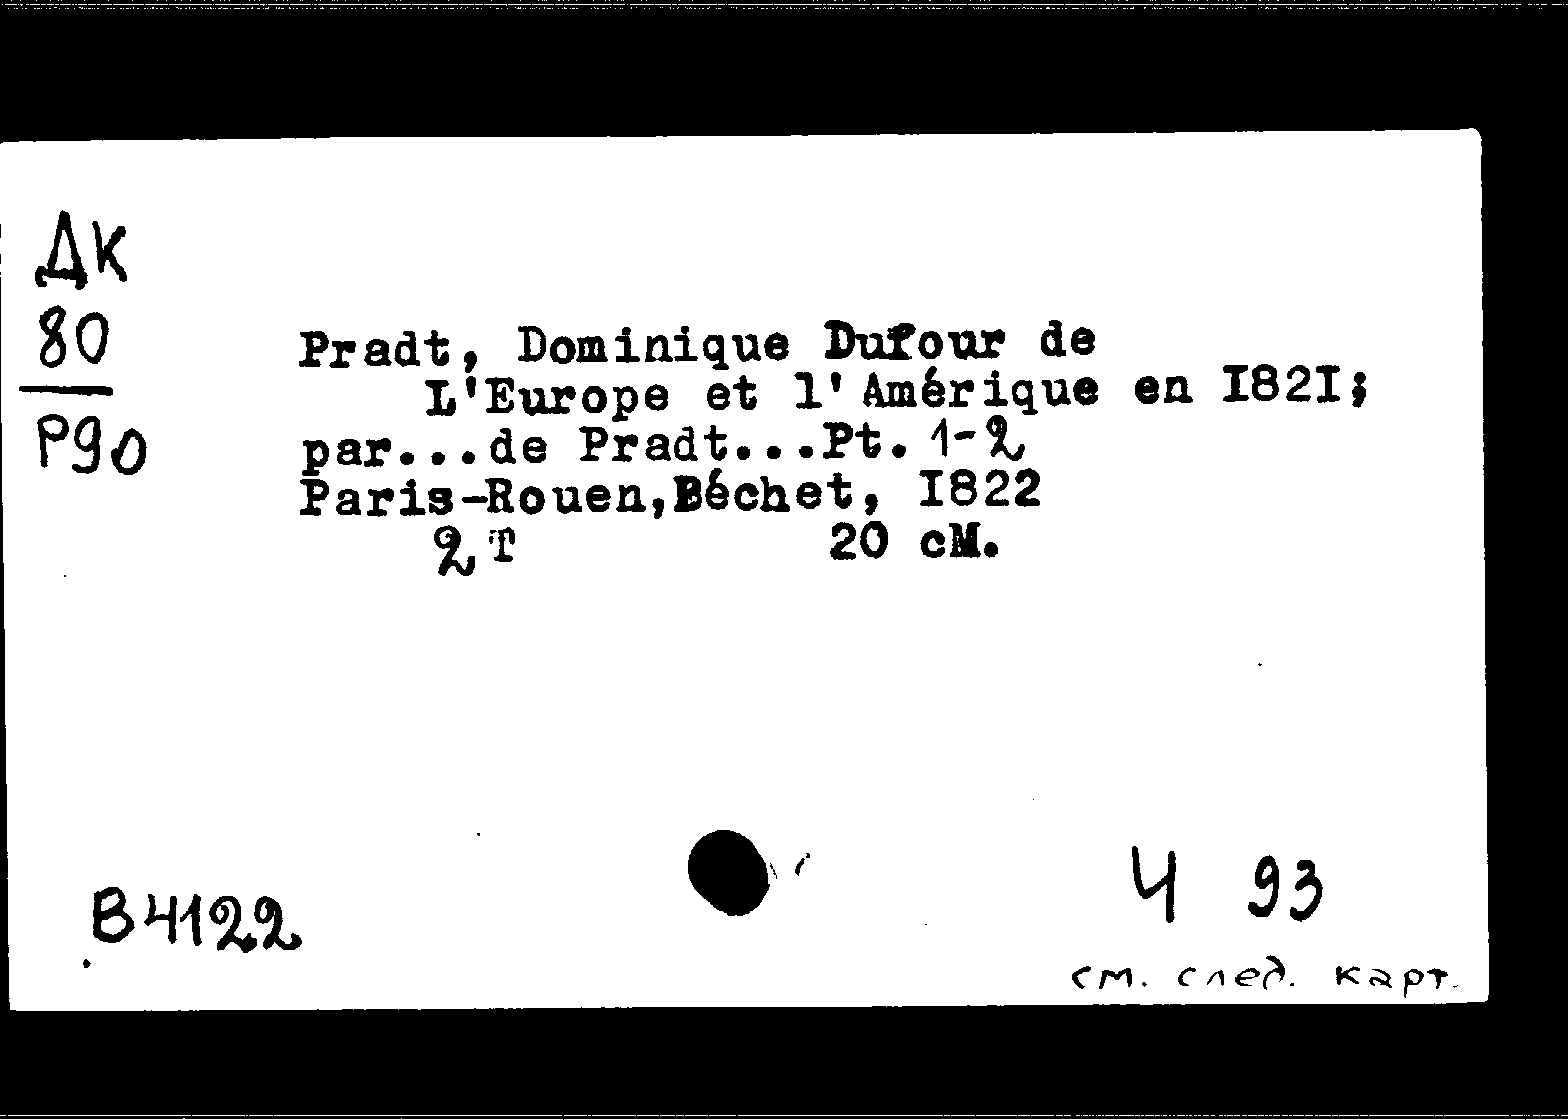 ДК
80
P90
Pradt, Dominique Dufour de
L'Europe et l'Amérique en I82I;
par...de Pradt...Pt. 1-2
Paris-Rouen,Béchet, I822
2 T 20 cM.
B4122
Ч 93
см. след. карт.